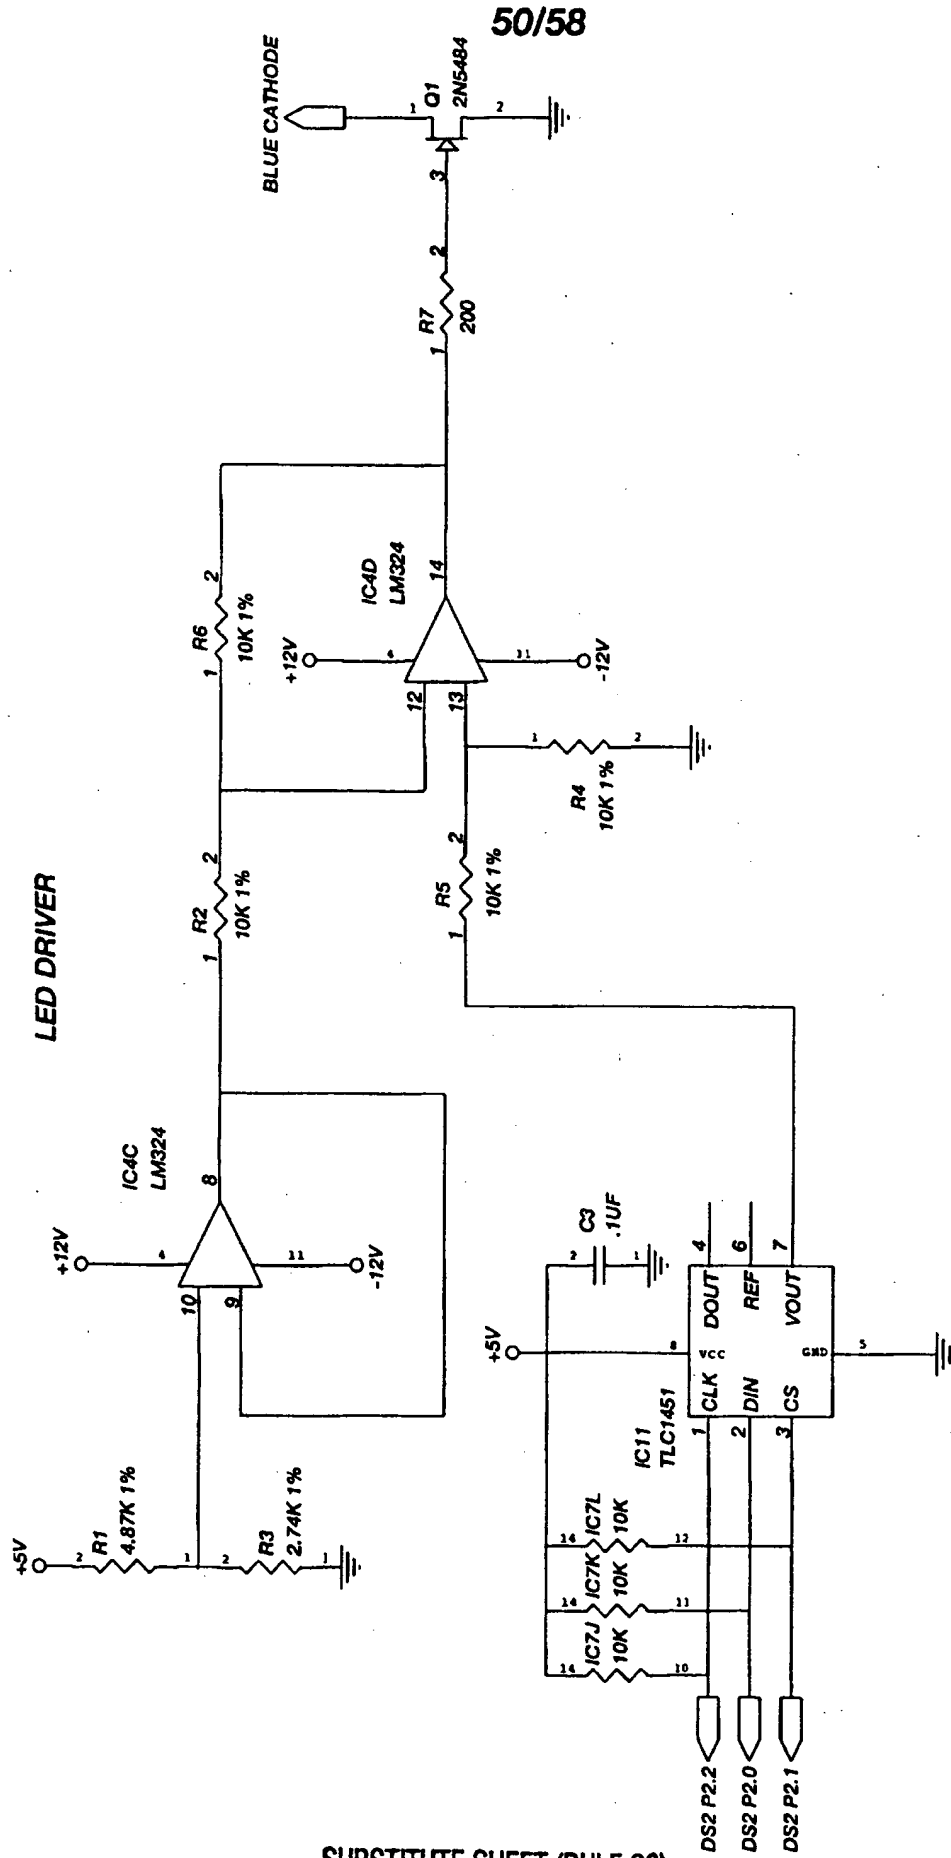 50/58
LED DRIVER
BLUE CATHODE
1
Q1
2N5484
2
3
2
R7
200
1
IC4D
LM324
14
+12V
4
12
13
11
-12V
2
R6
10K 1%
1
1
R4
10K 1%
2
2
R2
10K 1%
1
2
R5
10K 1%
1
IC4C
LM324
8
+12V
4
10
9
11
-12V
+5V
2
R1
4.87K 1%
1
2
R3
2.74K 1%
1
+5V
2
C3
.1UF
1
IC11
TLC1451
8
VCC
GND
5
DOUT
4
REF
6
VOUT
7
1
CLK
2
DIN
3
CS
14
IC7L
10K
12
14
IC7K
10K
11
14
IC7J
10K
10
DS2 P2.2
DS2 P2.0
DS2 P2.1